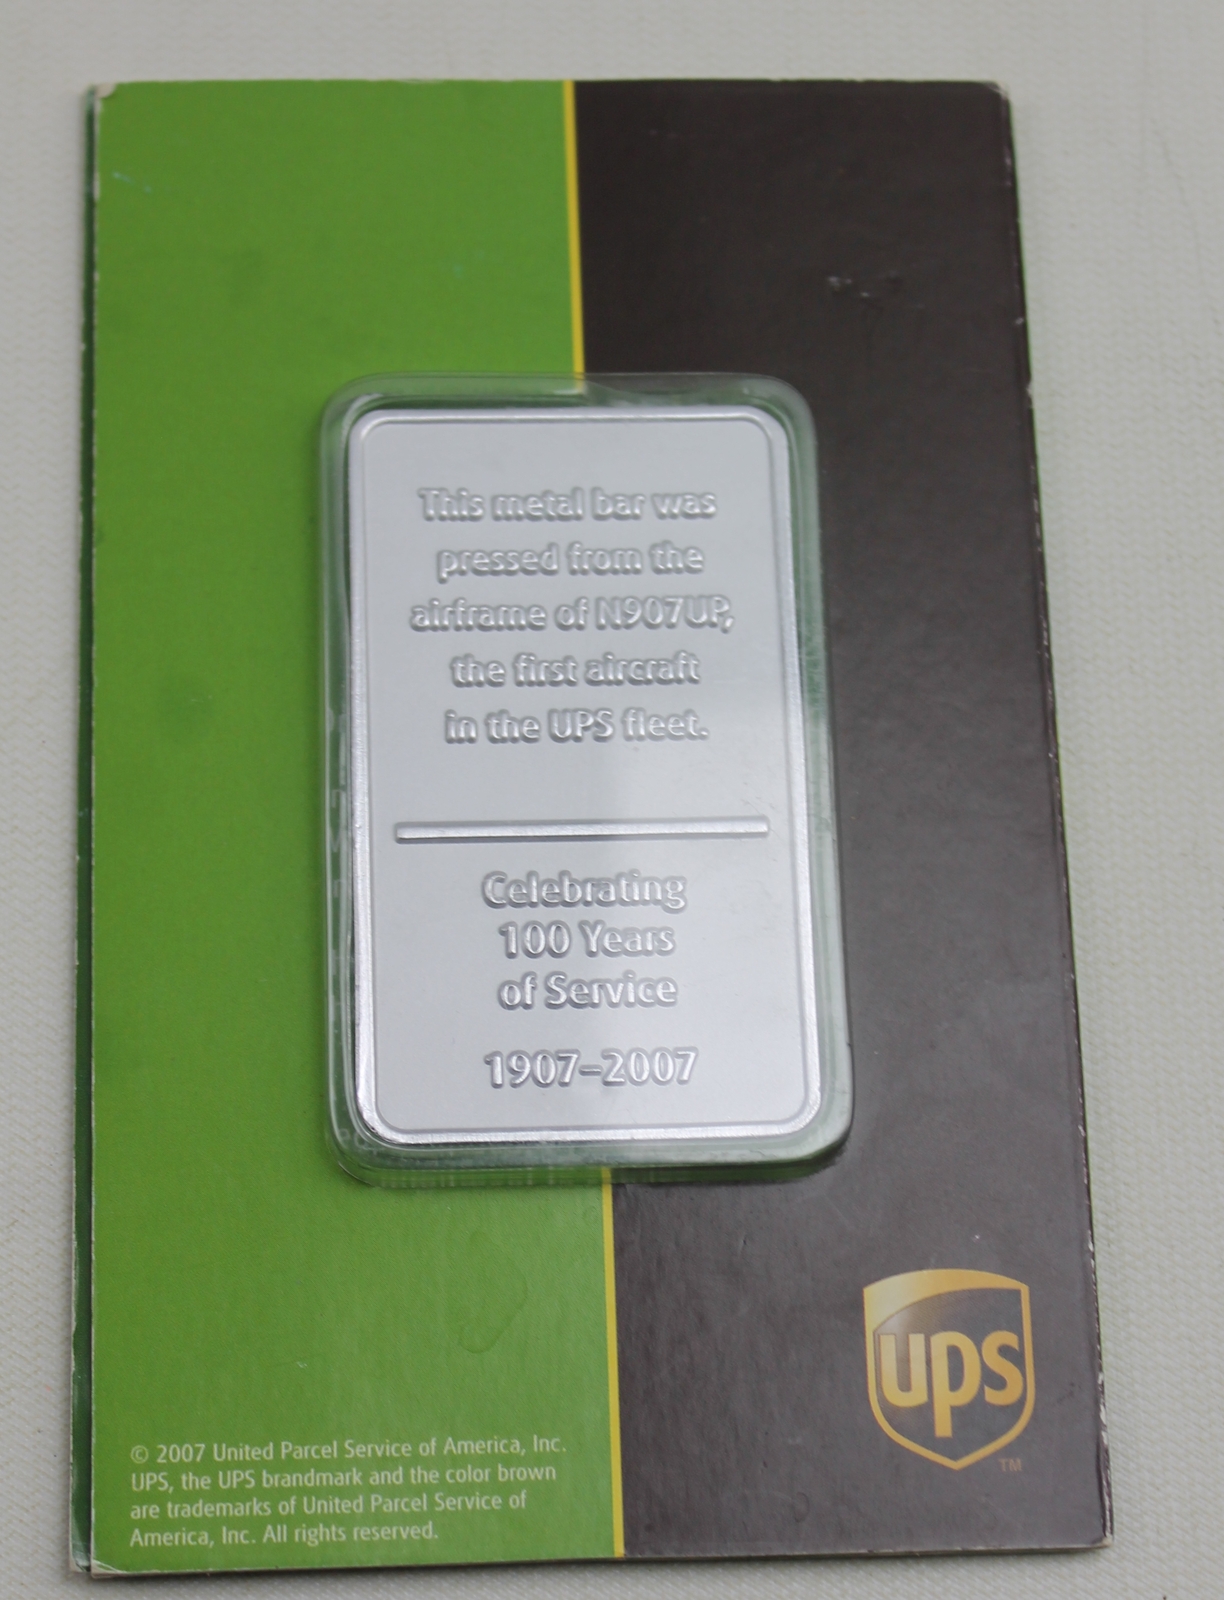 This metal bar was
pressed from the
airframe of N907UP,
the first aircraft
in the UPS fleet.
Celebrating
100 Years
of Service
1907–2007
ups
TM
© 2007 United Parcel Service of America, Inc.
UPS, the UPS brandmark and the color brown
are trademarks of United Parcel Service of
America, Inc. All rights reserved.